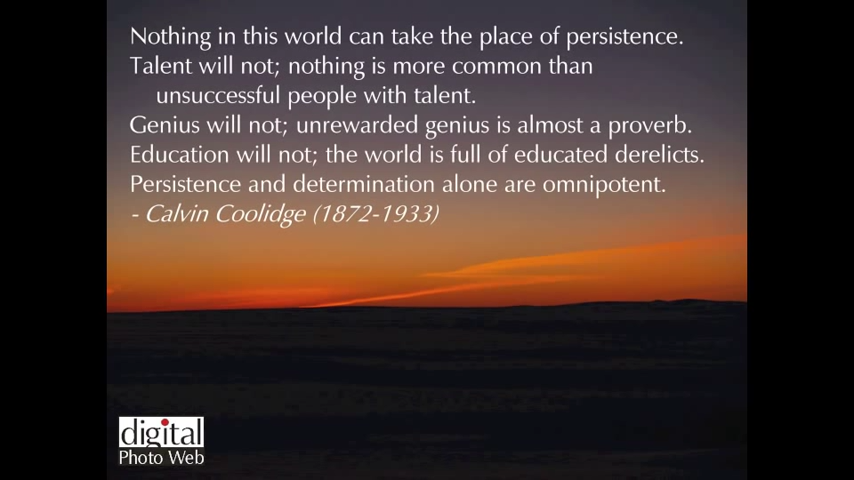 Nothing in this world can take the place of persistence.
Talent will not; nothing is more common than
unsuccessful people with talent.
Genius will not; unrewarded genius is almost a proverb.
Education will not; the world is full of educated derelicts.
Persistence and determination alone are omnipotent.
- Calvin Coolidge (1872-1933)
digital
Photo Web